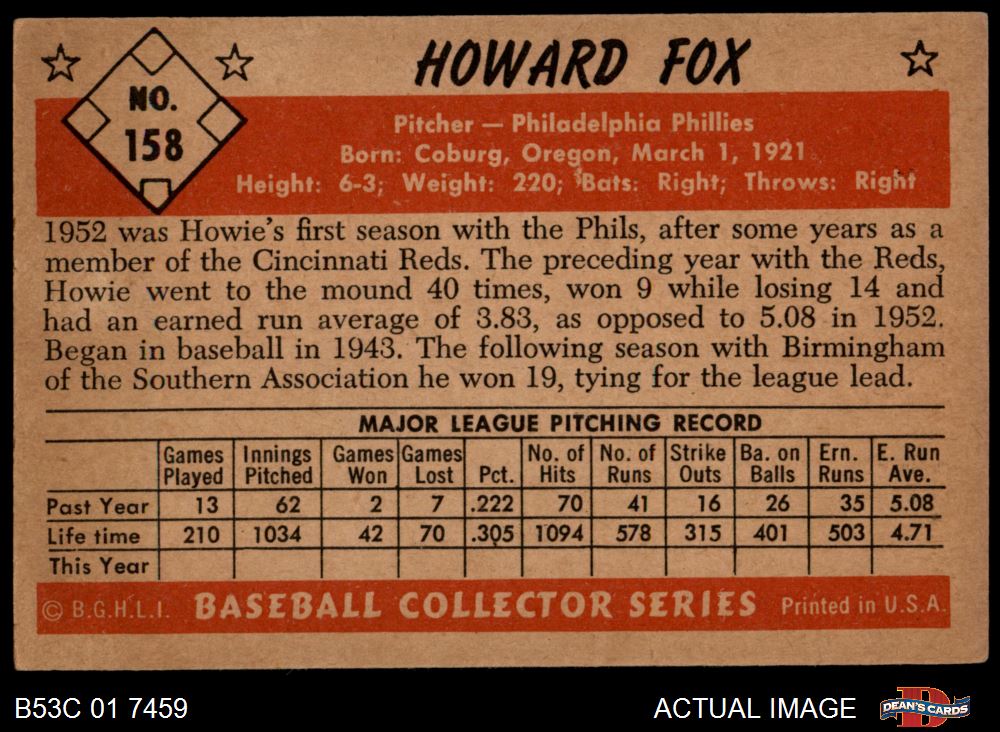 HOWARD FOX
NO.
158
Pitcher — Philadelphia Phillies
Born: Coburg, Oregon, March 1, 1921
Height: 6-3; Weight: 220; Bats: Right; Throws: Right
1952 was Howie's first season with the Phils, after some years as a
member of the Cincinnati Reds. The preceding year with the Reds,
Howie went to the mound 40 times, won 9 while losing 14 and
had an earned run average of 3.83, as opposed to 5.08 in 1952.
Began in baseball in 1943. The following season with Birmingham
of the Southern Association he won 19, tying for the league lead.
MAJOR LEAGUE PITCHING RECORD
Games Innings Games Games No. of No. of Strike Ba. on Ern. E. Run
Played Pitched Won Lost Pct. Hits Runs Outs Balls Runs Ave.
Past Year 13 62 2 7 .222 70 41 16 26 35 5.08
Life time 210 1034 42 70 .305 1094 578 315 401 503 4.71
This Year
© B.G.H.L.I. BASEBALL COLLECTOR SERIES Printed in U.S.A.
B53C 01 7459 ACTUAL IMAGE DEAN'S CARDS